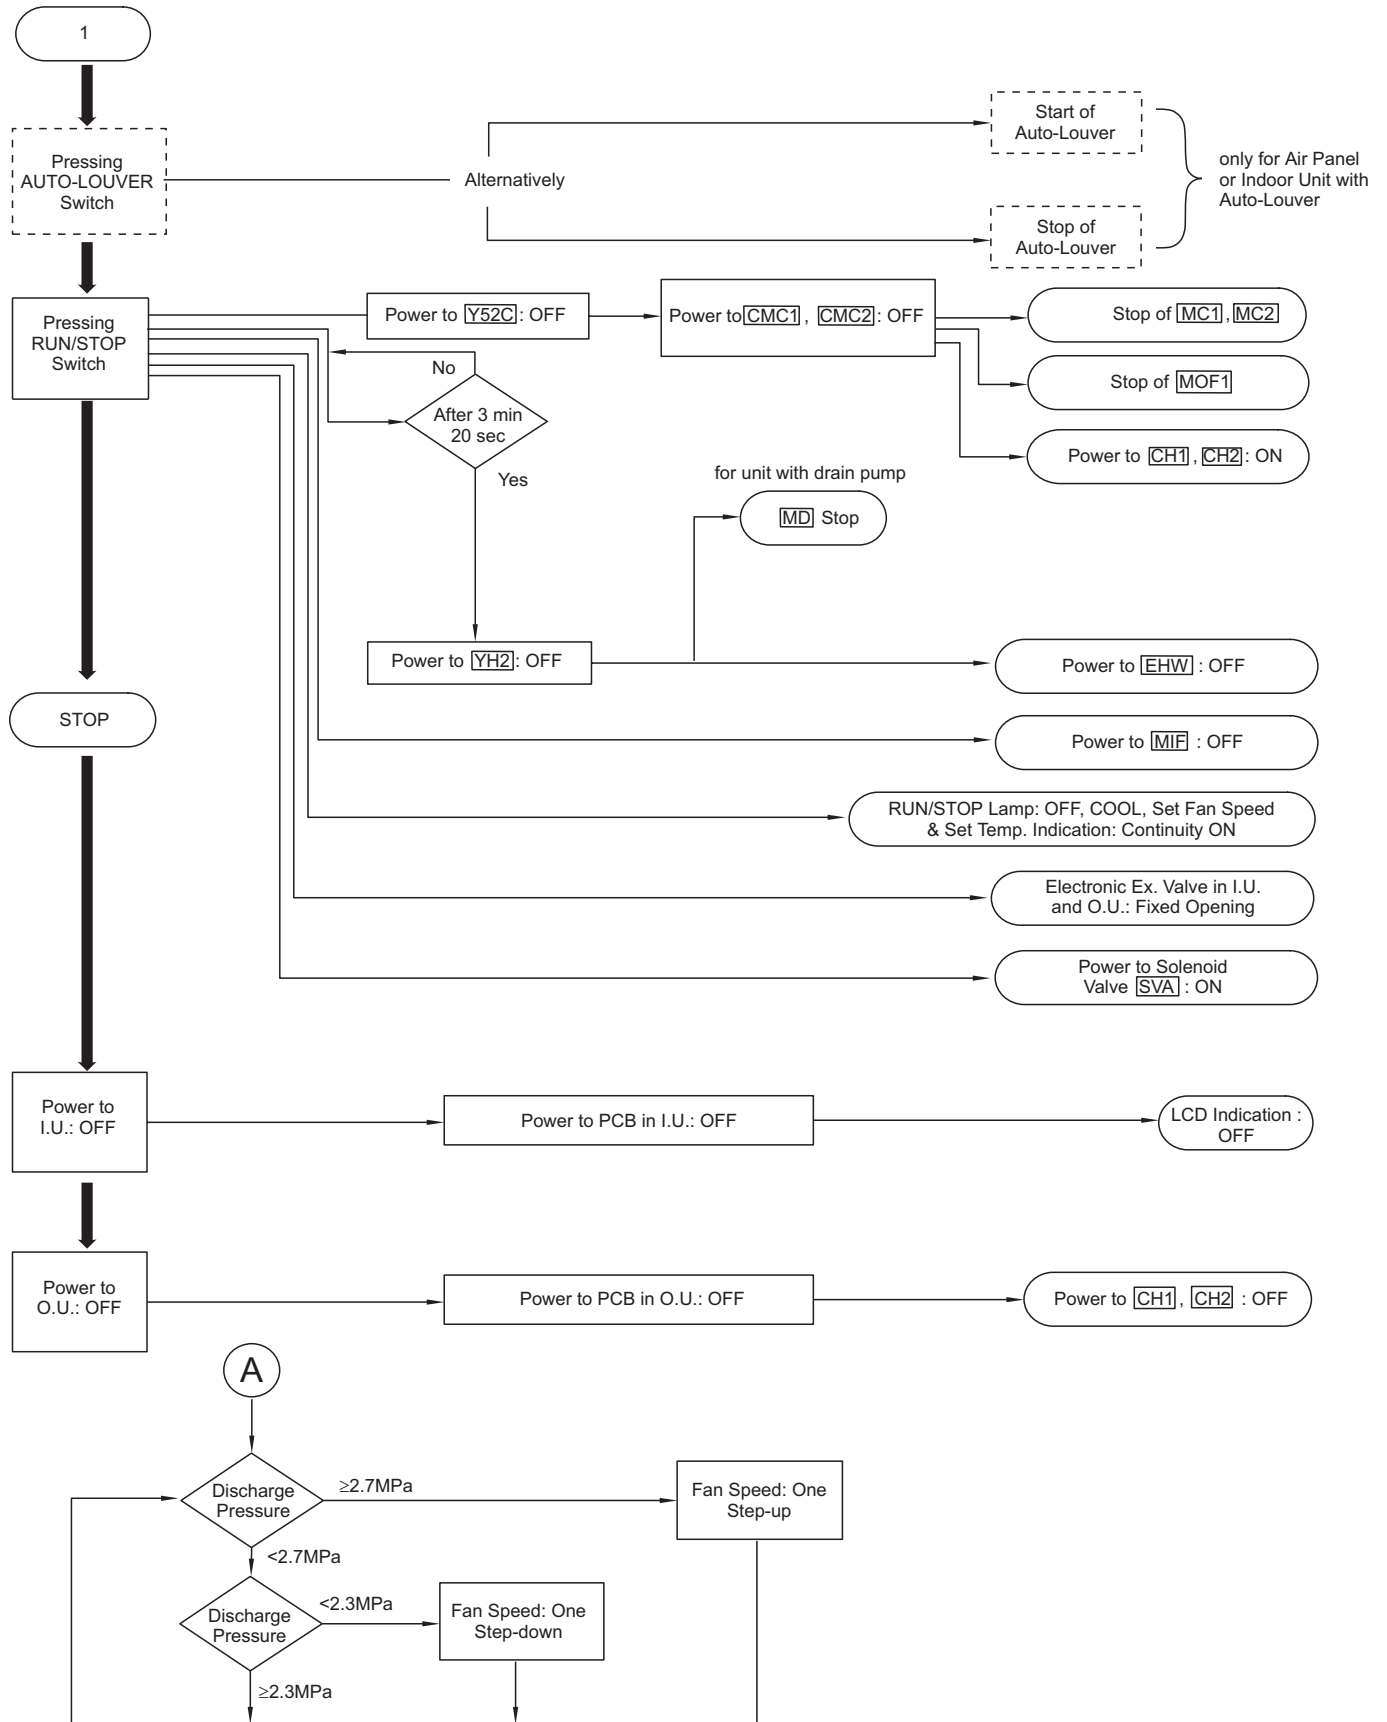 1
Pressing
AUTO-LOUVER
Switch
Alternatively
Start of
Auto-Louver
Stop of
Auto-Louver
only for Air Panel
or Indoor Unit with
Auto-Louver
Pressing
RUN/STOP
Switch
Power to Y52C : OFF
Power to CMC1 , CMC2 : OFF
Stop of MC1 , MC2
Stop of MOF1
Power to CH1 , CH2 : ON
No
After 3 min
20 sec
Yes
for unit with drain pump
MD Stop
Power to YH2 : OFF
Power to EHW : OFF
STOP
Power to MIF : OFF
RUN/STOP Lamp: OFF, COOL, Set Fan Speed
& Set Temp. Indication: Continuity ON
Electronic Ex. Valve in I.U.
and O.U.: Fixed Opening
Power to Solenoid
Valve SVA : ON
Power to
I.U.: OFF
Power to PCB in I.U.: OFF
LCD Indication :
OFF
Power to
O.U.: OFF
Power to PCB in O.U.: OFF
Power to CH1 , CH2 : OFF
A
Discharge
Pressure
≥2.7MPa
Fan Speed: One
Step-up
<2.7MPa
Discharge
Pressure
<2.3MPa
Fan Speed: One
Step-down
≥2.3MPa